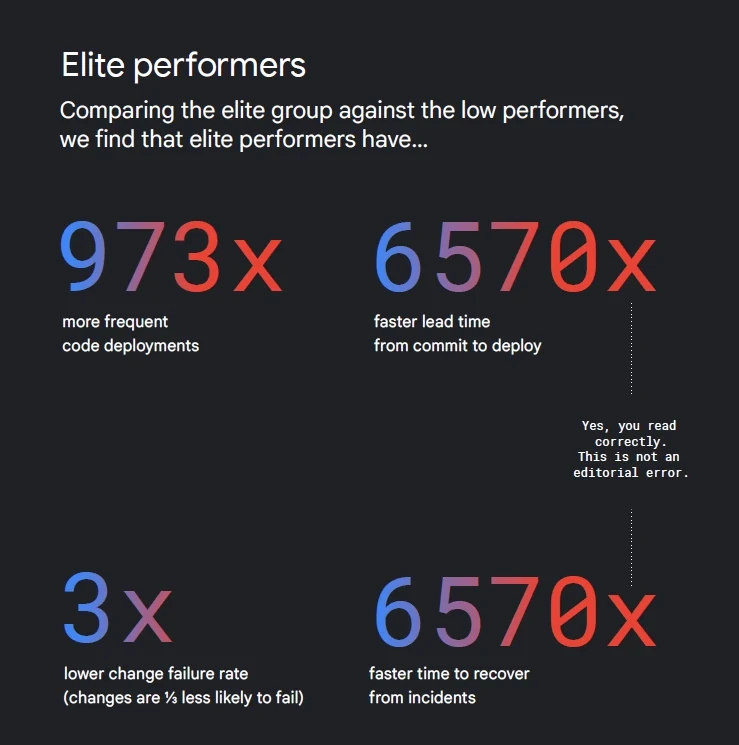 Elite performers
Comparing the elite group against the low performers,
we find that elite performers have...
973x
more frequent
code deployments
6570x
faster lead time
from commit to deploy
Yes, you read
correctly.
This is not an
editorial error.
3x
lower change failure rate
(changes are ⅓ less likely to fail)
6570x
faster time to recover
from incidents